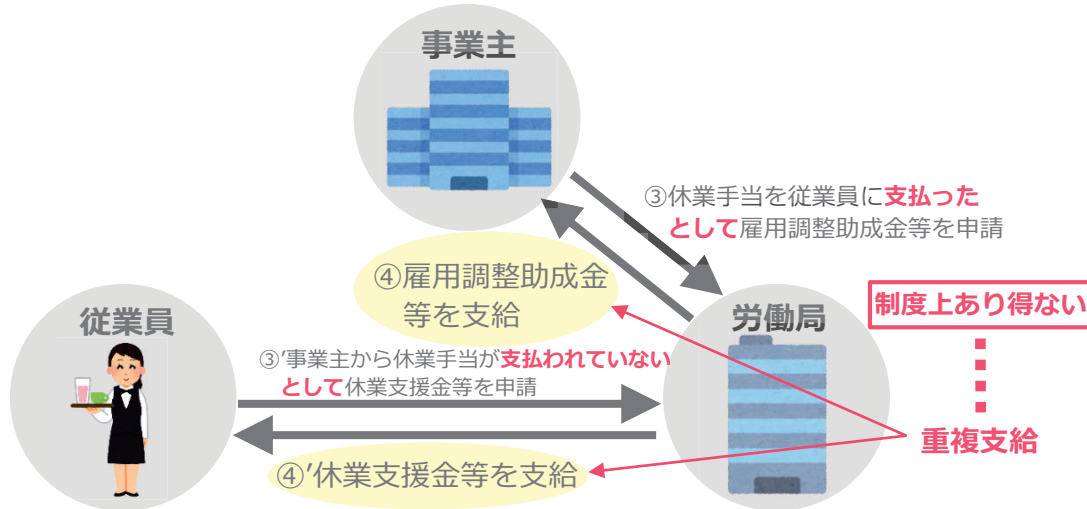 事業主
③休業手当を従業員に支払った
として雇用調整助成金等を申請
④雇用調整助成金
等を支給
制度上あり得ない
従業員
労働局
③’事業主から休業手当が支払われていない
として休業支援金等を申請
重複支給
④’休業支援金等を支給